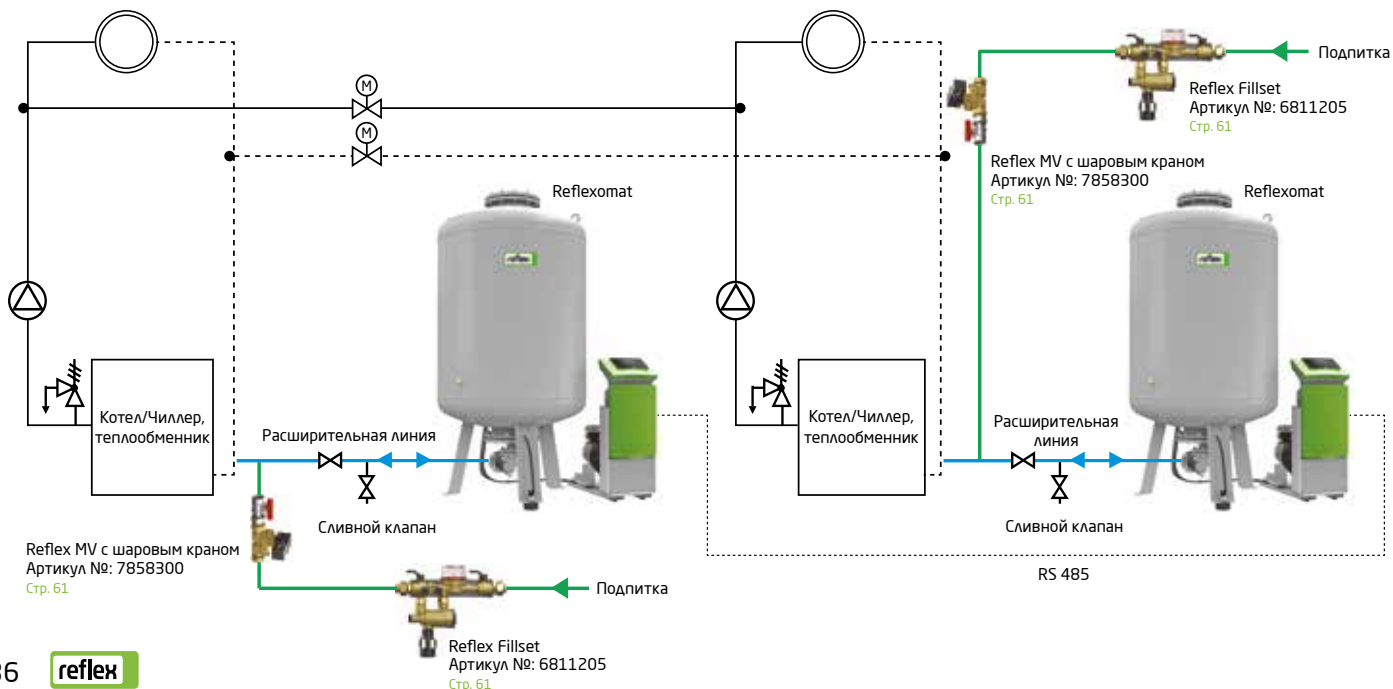 Подпитка
Reflex Fillset
Артикул №: 6811205
Стр. 61
M
M
Reflex MV с шаровым краном
Артикул №: 7858300
Стр. 61
Reflexomat
reflex
Reflexomat
reflex
Котел/Чиллер,
теплообменник
Расширительная линия
Сливной клапан
Котел/Чиллер,
теплообменник
Расширительная
линия
Сливной клапан
Reflex MV с шаровым краном
Артикул №: 7858300
Стр. 61
RS 485
Подпитка
Reflex Fillset
Артикул №: 6811205
Стр. 61
reflex